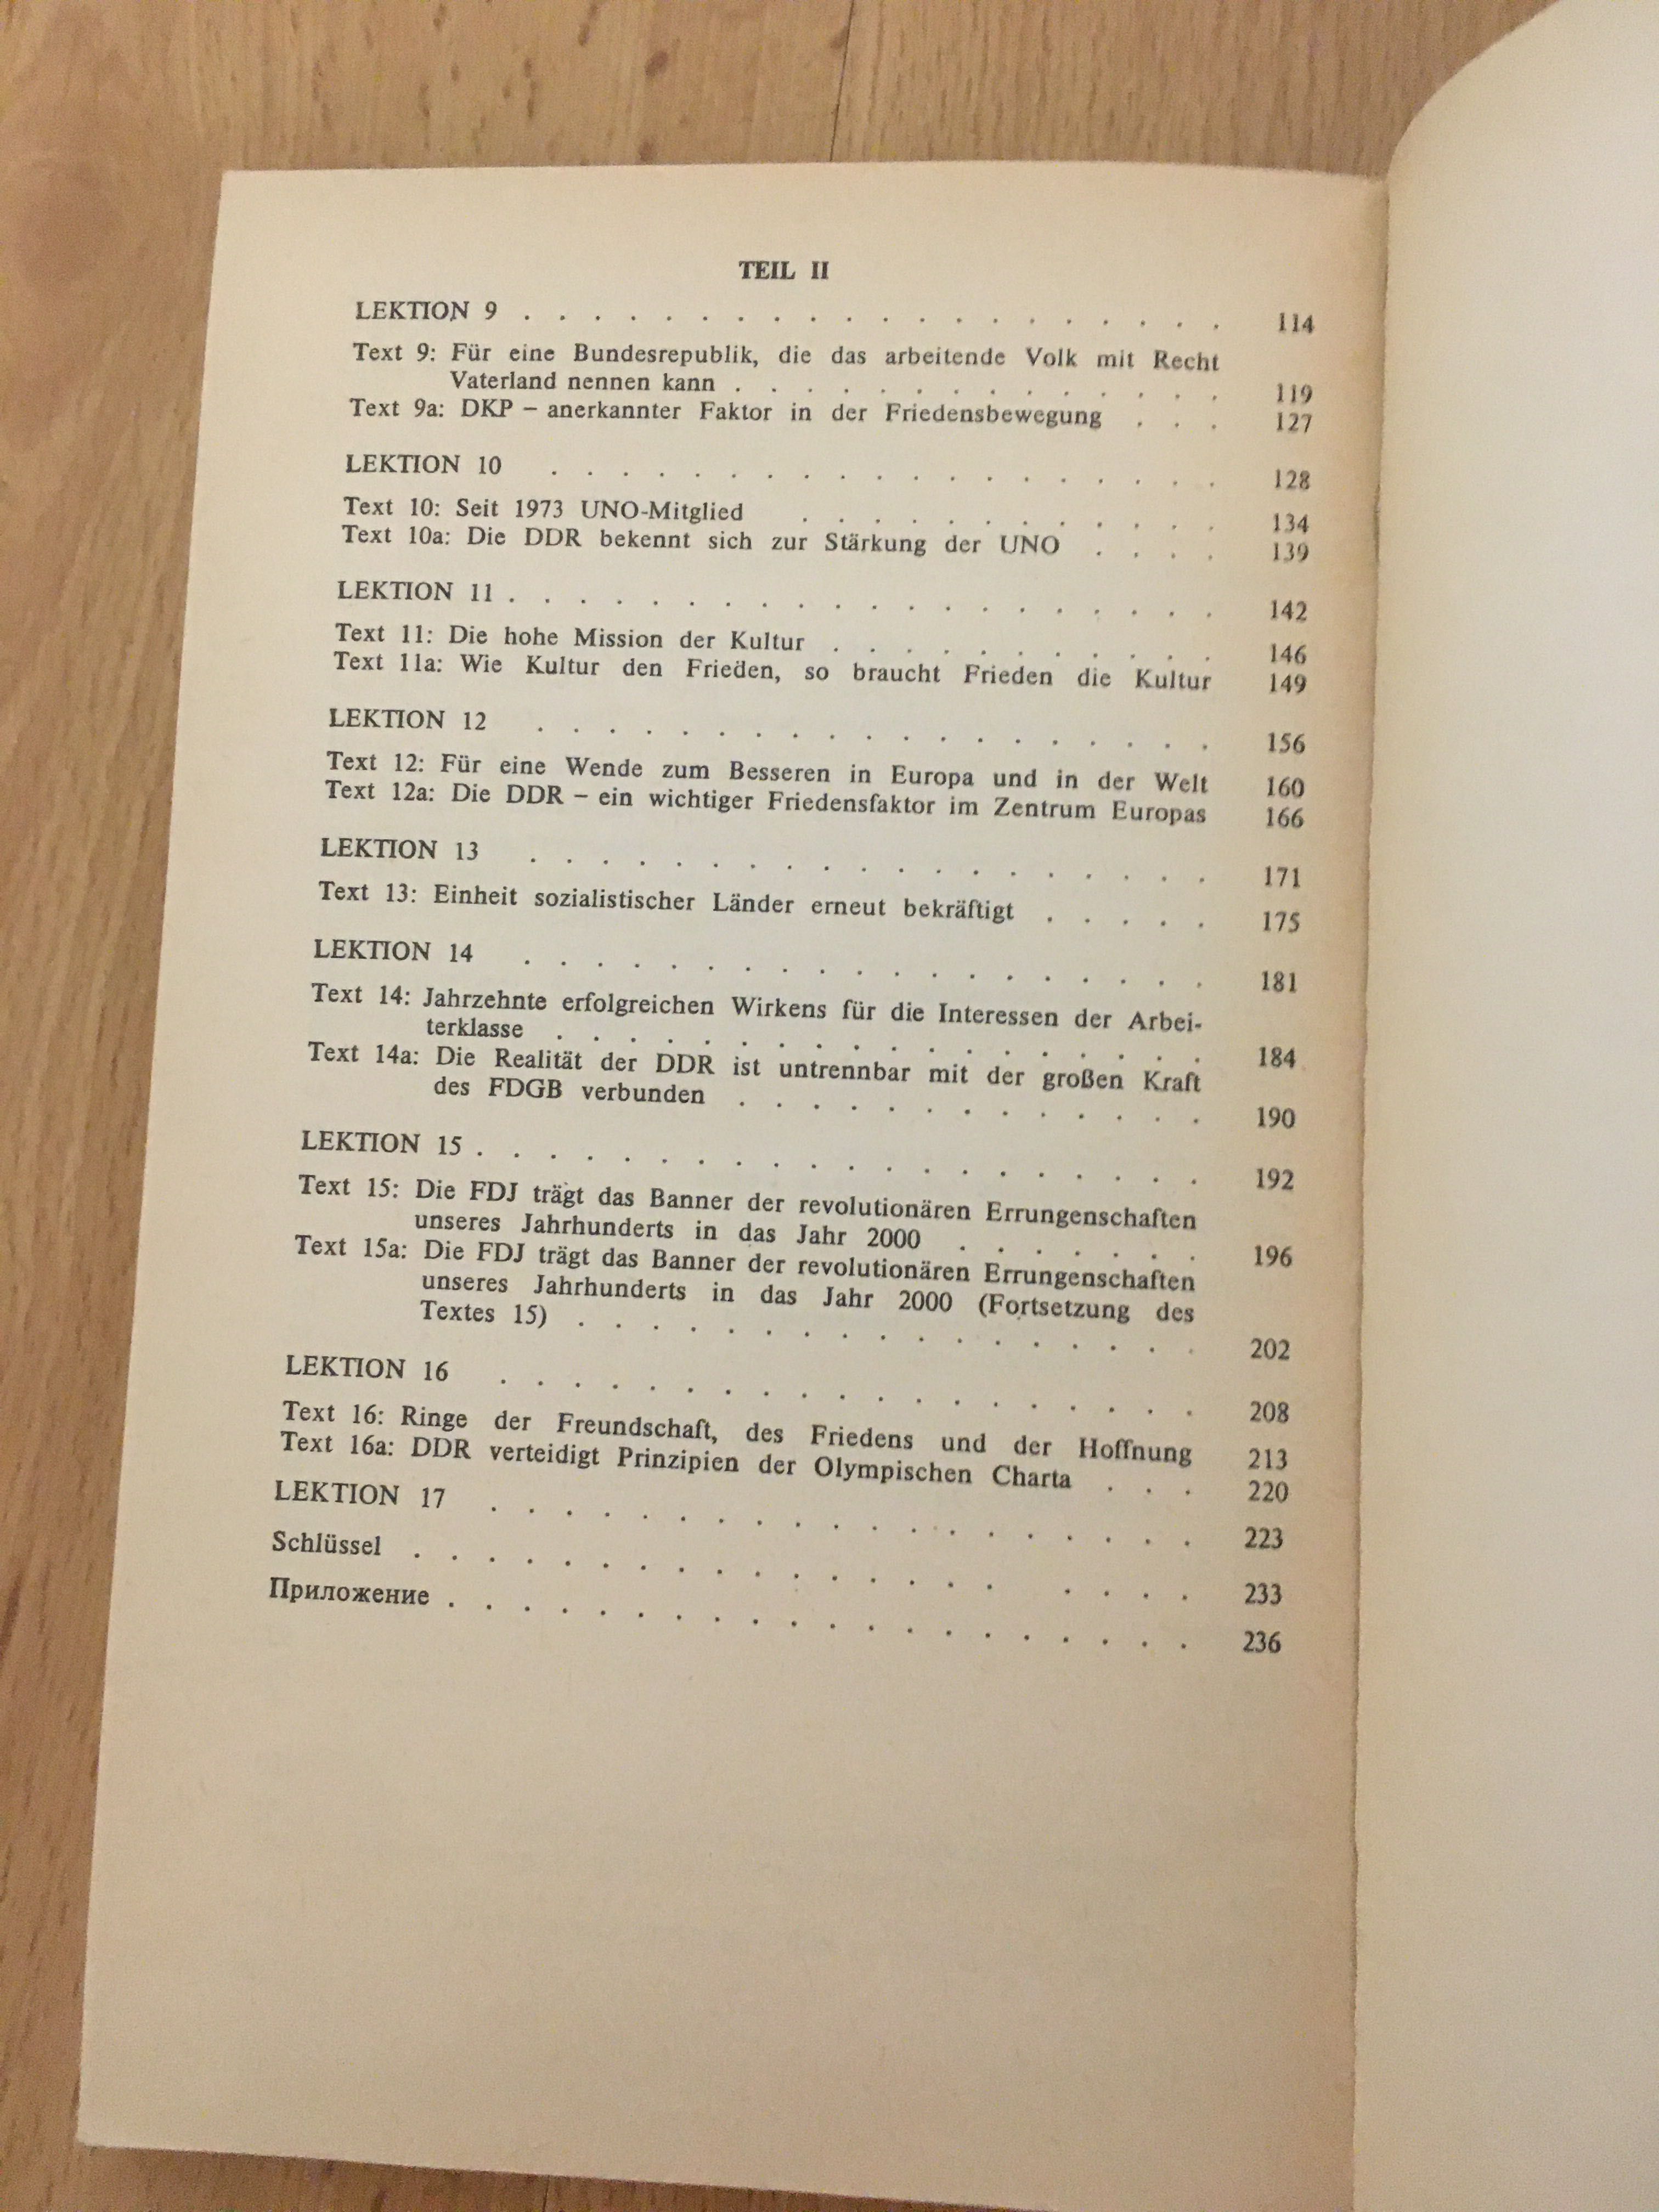 TEIL II
LEKTION 9 . . . . . . . . . . . . . . . . . . . . 114
Text 9: Für eine Bundesrepublik, die das arbeitende Volk mit Recht
Vaterland nennen kann . . . . . . . . . . . . . . 119
Text 9a: DKP – anerkannter Faktor in der Friedensbewegung . . . 127
LEKTION 10 . . . . . . . . . . . . . . . . . . . 128
Text 10: Seit 1973 UNO-Mitglied . . . . . . . . . . . . 134
Text 10a: Die DDR bekennt sich zur Stärkung der UNO . . . . 139
LEKTION 11 . . . . . . . . . . . . . . . . . . . . 142
Text 11: Die hohe Mission der Kultur . . . . . . . . . . . 146
Text 11a: Wie Kultur den Frieden, so braucht Frieden die Kultur 149
LEKTION 12 . . . . . . . . . . . . . . . . . . . 156
Text 12: Für eine Wende zum Besseren in Europa und in der Welt 160
Text 12a: Die DDR – ein wichtiger Friedensfaktor im Zentrum Europas 166
LEKTION 13 . . . . . . . . . . . . . . . . . . . 171
Text 13: Einheit sozialistischer Länder erneut bekräftigt . . . . . 175
LEKTION 14 . . . . . . . . . . . . . . . . . . . 181
Text 14: Jahrzehnte erfolgreichen Wirkens für die Interessen der Arbei-
terklasse . . . . . . . . . . . . . . . . . . 184
Text 14a: Die Realität der DDR ist untrennbar mit der großen Kraft
des FDGB verbunden . . . . . . . . . . . . . 190
LEKTION 15 . . . . . . . . . . . . . . . . . . . . 192
Text 15: Die FDJ trägt das Banner der revolutionären Errungenschaften
unseres Jahrhunderts in das Jahr 2000 . . . . . . . 196
Text 15a: Die FDJ trägt das Banner der revolutionären Errungenschaften
unseres Jahrhunderts in das Jahr 2000 (Fortsetzung des
Textes 15) . . . . . . . . . . . . . . . . . 202
LEKTION 16 . . . . . . . . . . . . . . . . . . . 208
Text 16: Ringe der Freundschaft, des Friedens und der Hoffnung 213
Text 16a: DDR verteidigt Prinzipien der Olympischen Charta . . . 220
LEKTION 17 . . . . . . . . . . . . . . . . . . . 223
Schlüssel . . . . . . . . . . . . . . . . . . . . 233
Приложение . . . . . . . . . . . . . . . . . . . . 236